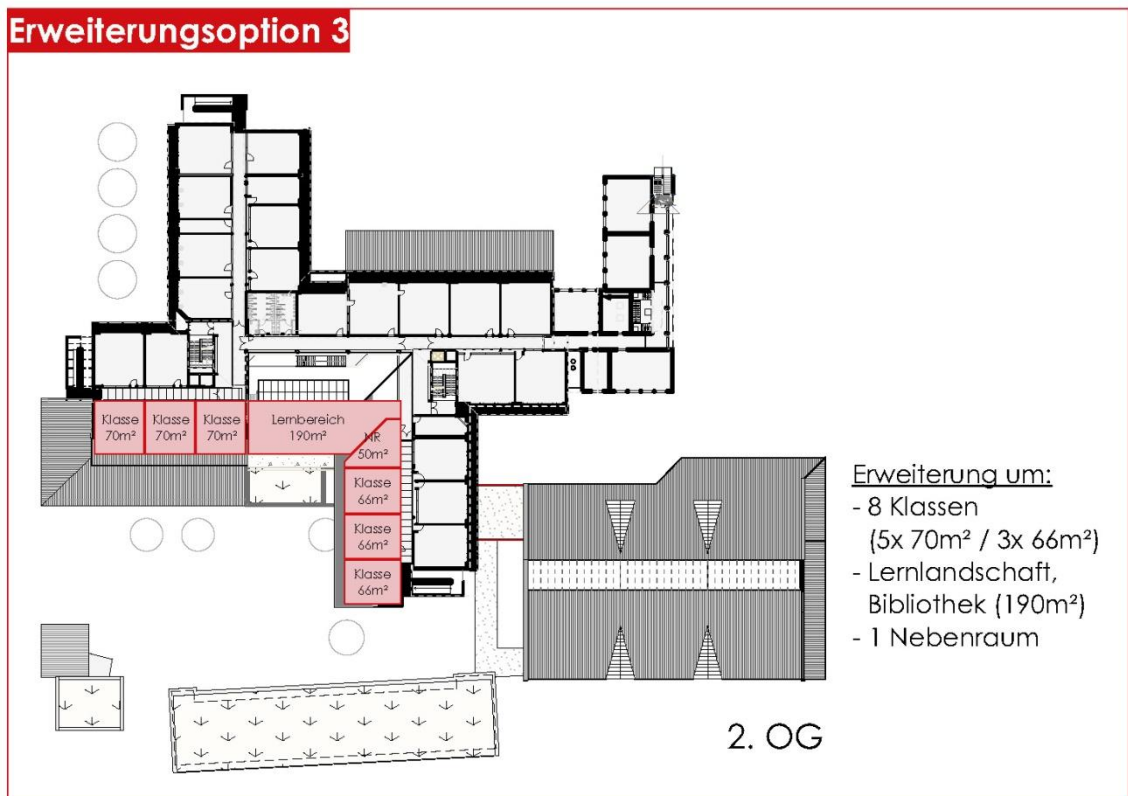 Erweiterungsoption 3
Klasse
70m²
Klasse
70m²
Klasse
70m²
Lernbereich
190m²
NR
50m²
Klasse
66m²
Klasse
66m²
Klasse
66m²
Erweiterung um:
- 8 Klassen
(5x 70m² / 3x 66m²)
- Lernlandschaft,
Bibliothek (190m²)
- 1 Nebenraum
2. OG